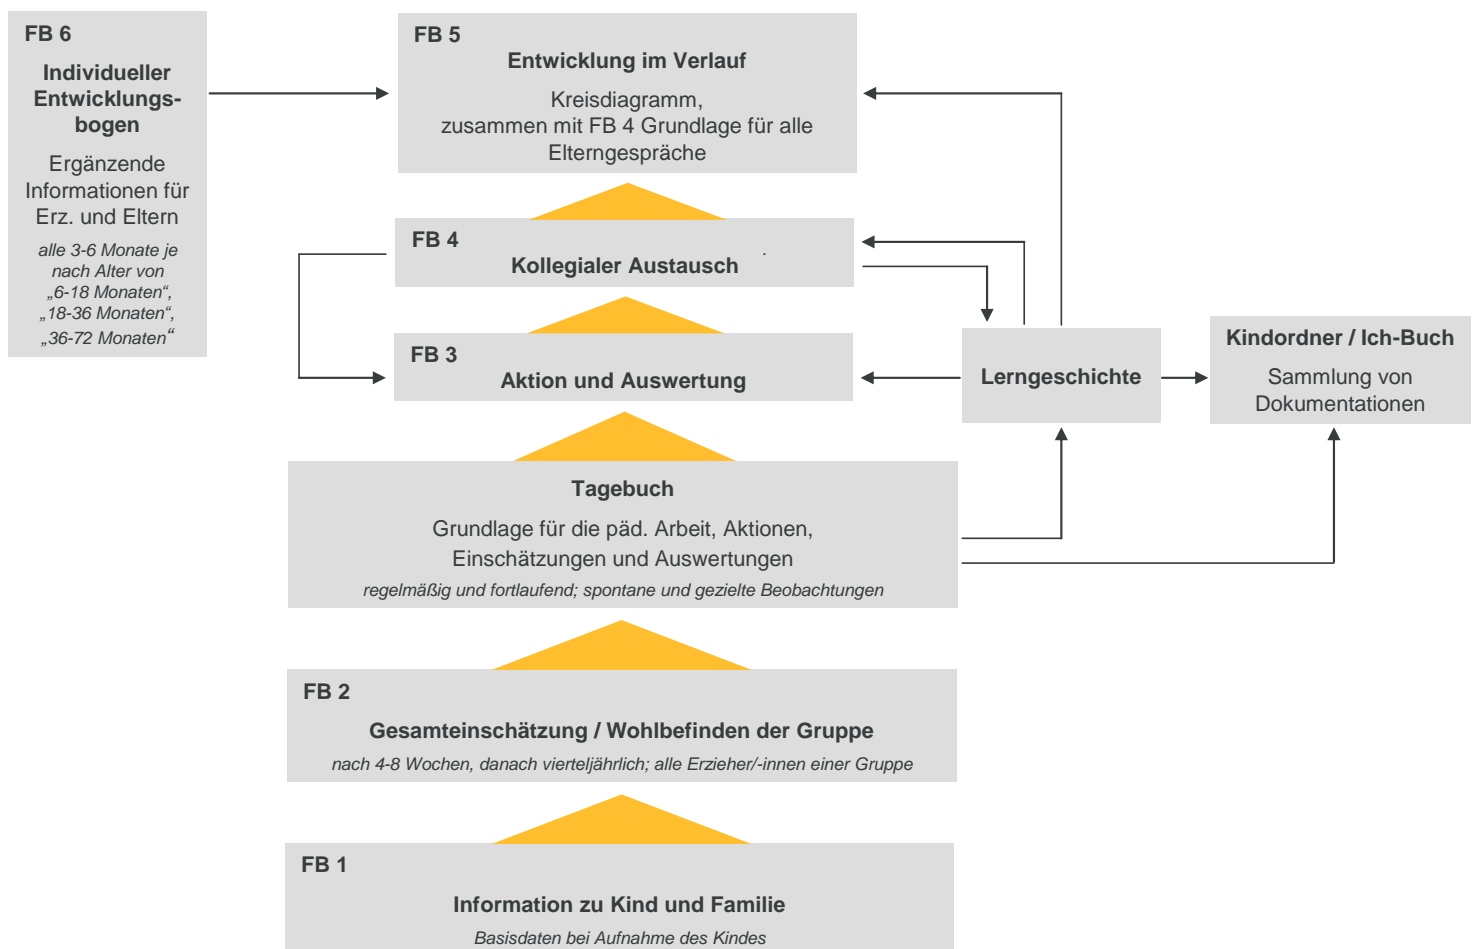 FB 6
Individueller
Entwicklungs-
bogen
Ergänzende
Informationen für
Erz. und Eltern
alle 3-6 Monate je
nach Alter von
„6-18 Monaten“,
„18-36 Monaten“,
„36-72 Monaten“
FB 5
Entwicklung im Verlauf
Kreisdiagramm,
zusammen mit FB 4 Grundlage für alle
Elterngespräche
FB 4
Kollegialer Austausch
FB 3
Aktion und Auswertung
Lerngeschichte
Kindordner / Ich-Buch
Sammlung von
Dokumentationen
Tagebuch
Grundlage für die päd. Arbeit, Aktionen,
Einschätzungen und Auswertungen
regelmäßig und fortlaufend; spontane und gezielte Beobachtungen
FB 2
Gesamteinschätzung / Wohlbefinden der Gruppe
nach 4-8 Wochen, danach vierteljährlich; alle Erzieher/-innen einer Gruppe
FB 1
Information zu Kind und Familie
Basisdaten bei Aufnahme des Kindes